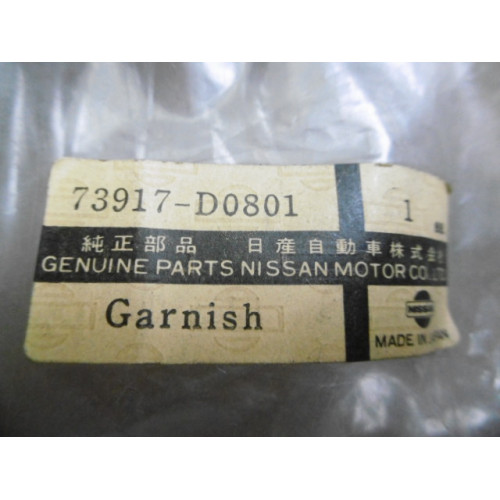 73917-D0801 1
純正部品 日産自動車株式会社
GENUINE PARTS NISSAN MOTOR CO., LTD.
Garnish
NISSAN
MADE IN JAPAN